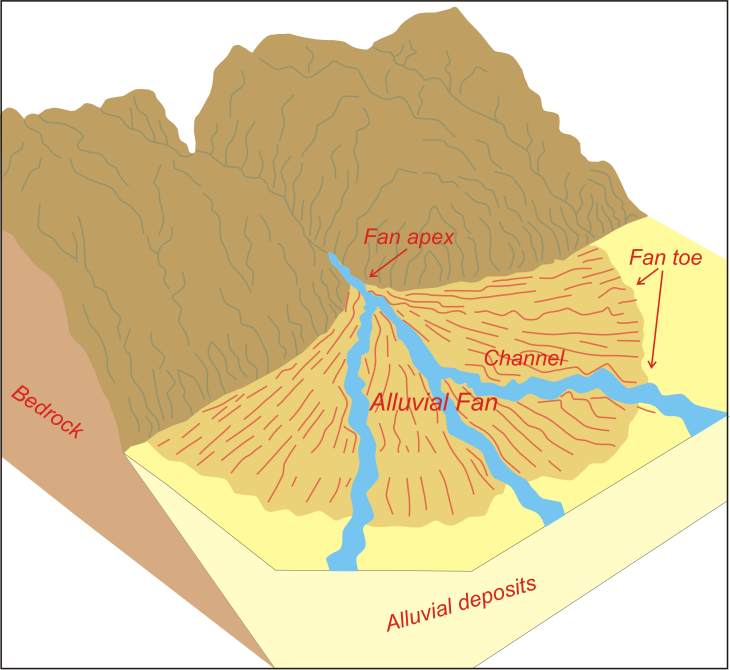 Fan apex
Fan toe
Channel
Bedrock
Alluvial Fan
Alluvial deposits